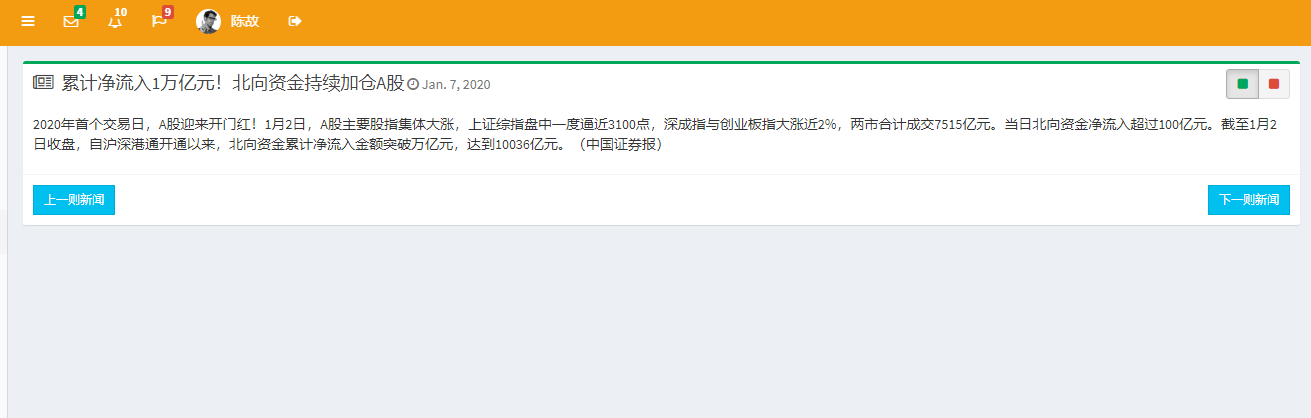 4 10 9 陈故
累计净流入1万亿元！北向资金持续加仓A股 Jan. 7, 2020
2020年首个交易日，A股迎来开门红！1月2日，A股主要股指集体大涨，上证综指盘中一度逼近3100点，深成指与创业板指大涨近2%，两市合计成交7515亿元。当日北向资金净流入超过100亿元。截至1月2
日收盘，自沪深港通开通以来，北向资金累计净流入金额突破万亿元，达到10036亿元。（中国证券报）
上一则新闻 下一则新闻